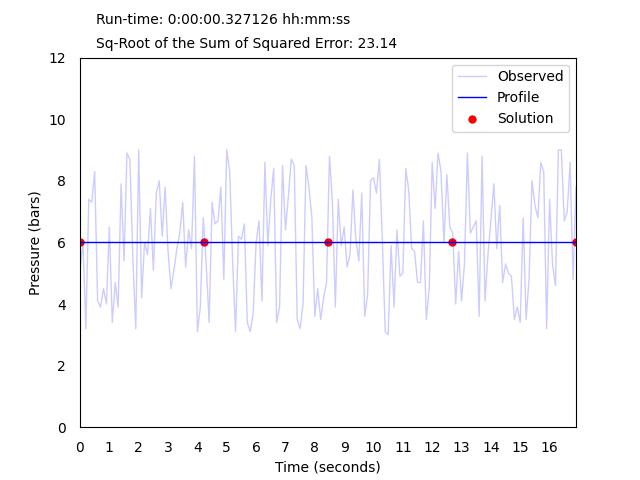 Run-time: 0:00:00.327126 hh:mm:ss
Sq-Root of the Sum of Squared Error: 23.14
12
10
8
6
4
2
0
Pressure (bars)
Observed
Profile
Solution
0 1 2 3 4 5 6 7 8 9 10 11 12 13 14 15 16
Time (seconds)